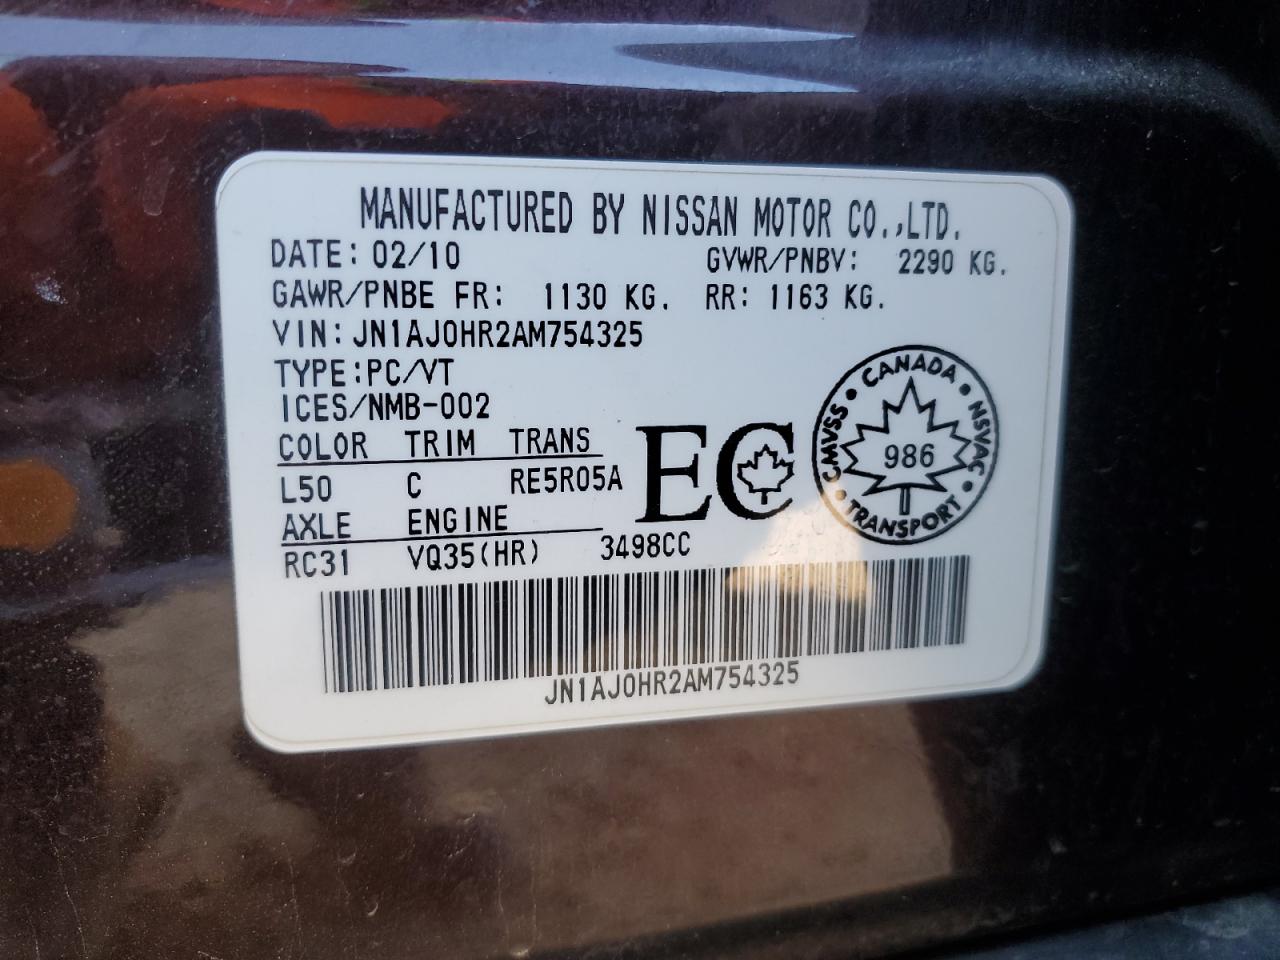 MANUFACTURED BY NISSAN MOTOR CO.,LTD.
DATE: 02/10 GVWR/PNBV: 2290 KG.
GAWR/PNBE FR: 1130 KG. RR: 1163 KG.
VIN: JN1AJ0HR2AM754325
TYPE:PC/VT
ICES/NMB-002
COLOR TRIM TRANS
L50 C RE5R05A
AXLE ENGINE
RC31 VQ35(HR) 3498CC
EC
CANADA • NSVAC • TRANSPORT • CMVSS •
986
JN1AJ0HR2AM754325